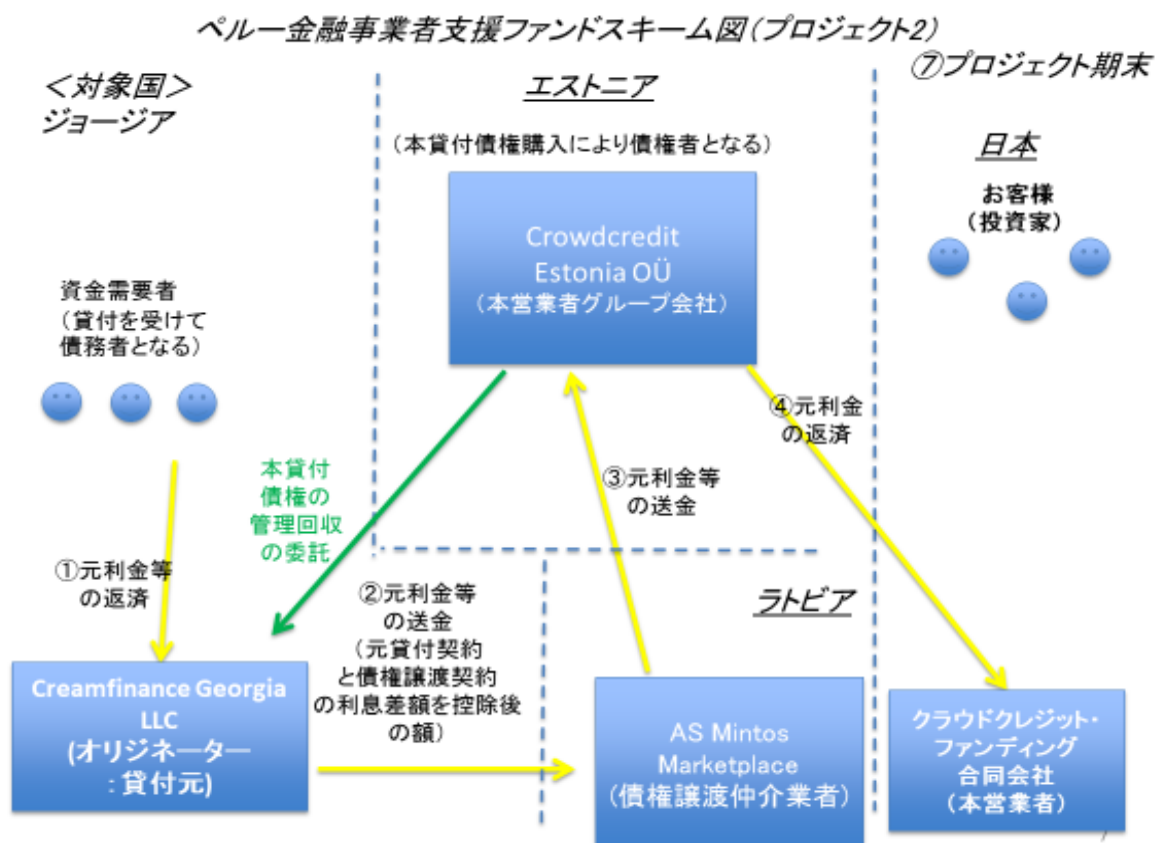 ペルー金融事業者支援ファンドスキーム図(プロジェクト2)
＜対象国＞
ジョージア
エストニア
⑦プロジェクト期末
(本貸付債権購入により債権者となる)
日本
お客様
(投資家)
Crowdcredit
Estonia OÜ
(本営業者グループ会社)
資金需要者
(貸付を受けて
債務者となる)
④元利金
の返済
本貸付
債権の
管理回収
の委託
③元利金等
の送金
①元利金等
の返済
②元利金等
の送金
(元貸付契約
と債権譲渡契約
の利息差額を控除後
の額)
ラトビア
Creamfinance Georgia
LLC
(オリジネーター
:貸付元)
AS Mintos
Marketplace
(債権譲渡仲介業者)
クラウドクレジット・
ファンディング
合同会社
(本営業者)